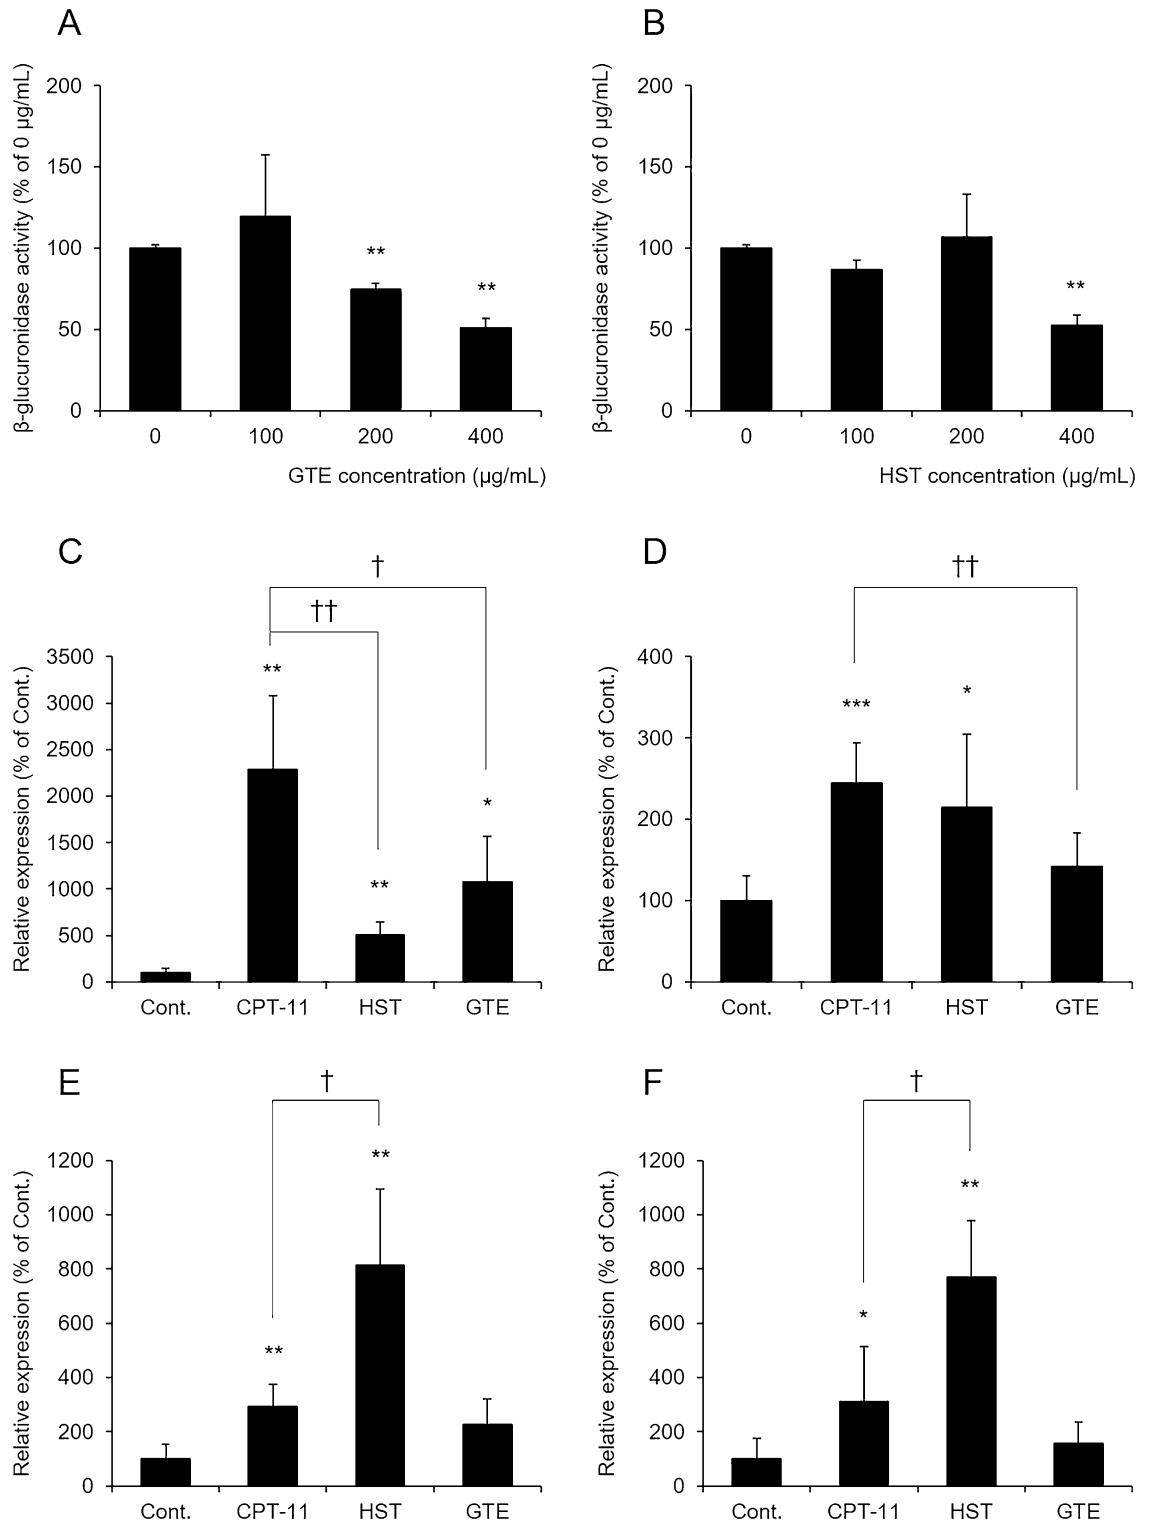 A
β-glucuronidase activity (% of 0 μg/mL)
200
150
100
50
0
**
**
0 100 200 400
GTE concentration (μg/mL)
B
β-glucuronidase activity (% of 0 μg/mL)
200
150
100
50
0
**
0 100 200 400
HST concentration (μg/mL)
C
†
††
Relative expression (% of Cont.)
3500
3000
2500
2000
1500
1000
500
0
**
**
*
Cont. CPT-11 HST GTE
D
††
Relative expression (% of Cont.)
400
300
200
100
0
***
*
Cont. CPT-11 HST GTE
E
†
Relative expression (% of Cont.)
1200
1000
800
600
400
200
0
**
**
Cont. CPT-11 HST GTE
F
†
Relative expression (% of Cont.)
1200
1000
800
600
400
200
0
*
**
Cont. CPT-11 HST GTE